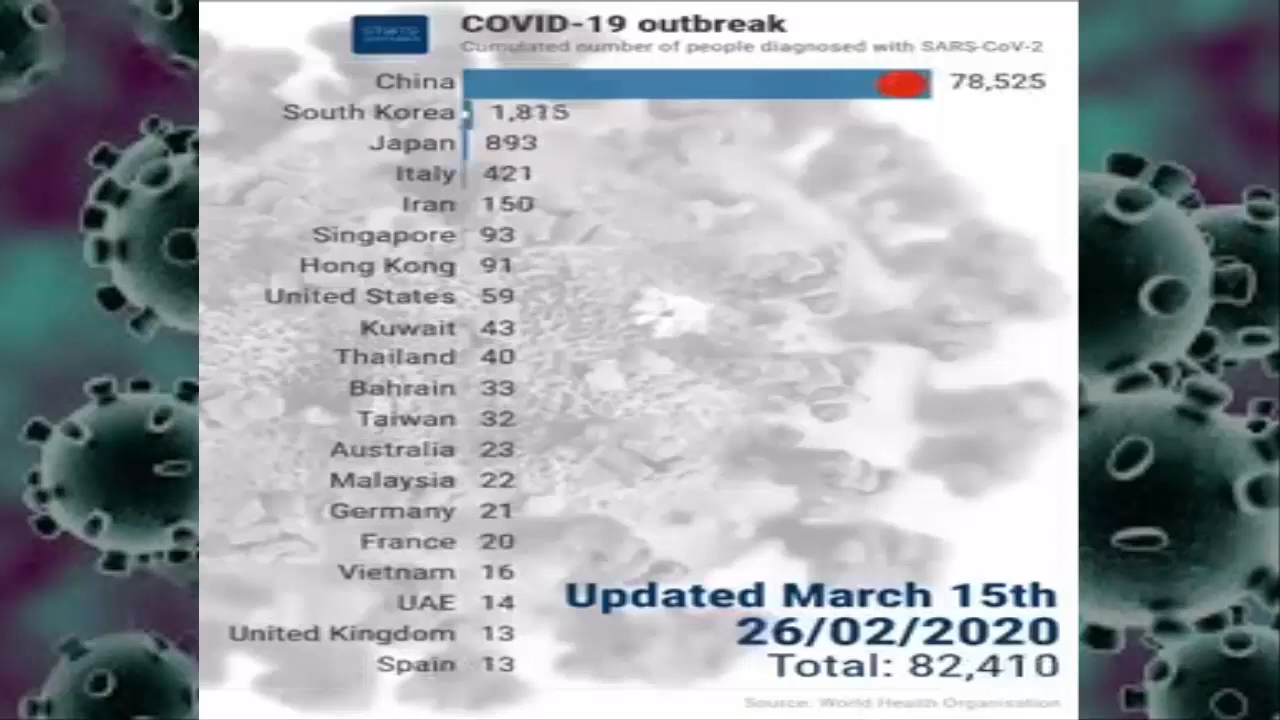 COVID-19 outbreak
Cumulated number of people diagnosed with SARS-CoV-2
China 78,525
South Korea 1,815
Japan 893
Italy 421
Iran 150
Singapore 93
Hong Kong 91
United States 59
Kuwait 43
Thailand 40
Bahrain 33
Taiwan 32
Australia 23
Malaysia 22
Germany 21
France 20
Vietnam 16
UAE 14
United Kingdom 13
Spain 13
Updated March 15th
26/02/2020
Total: 82,410
Source: World Health Organisation